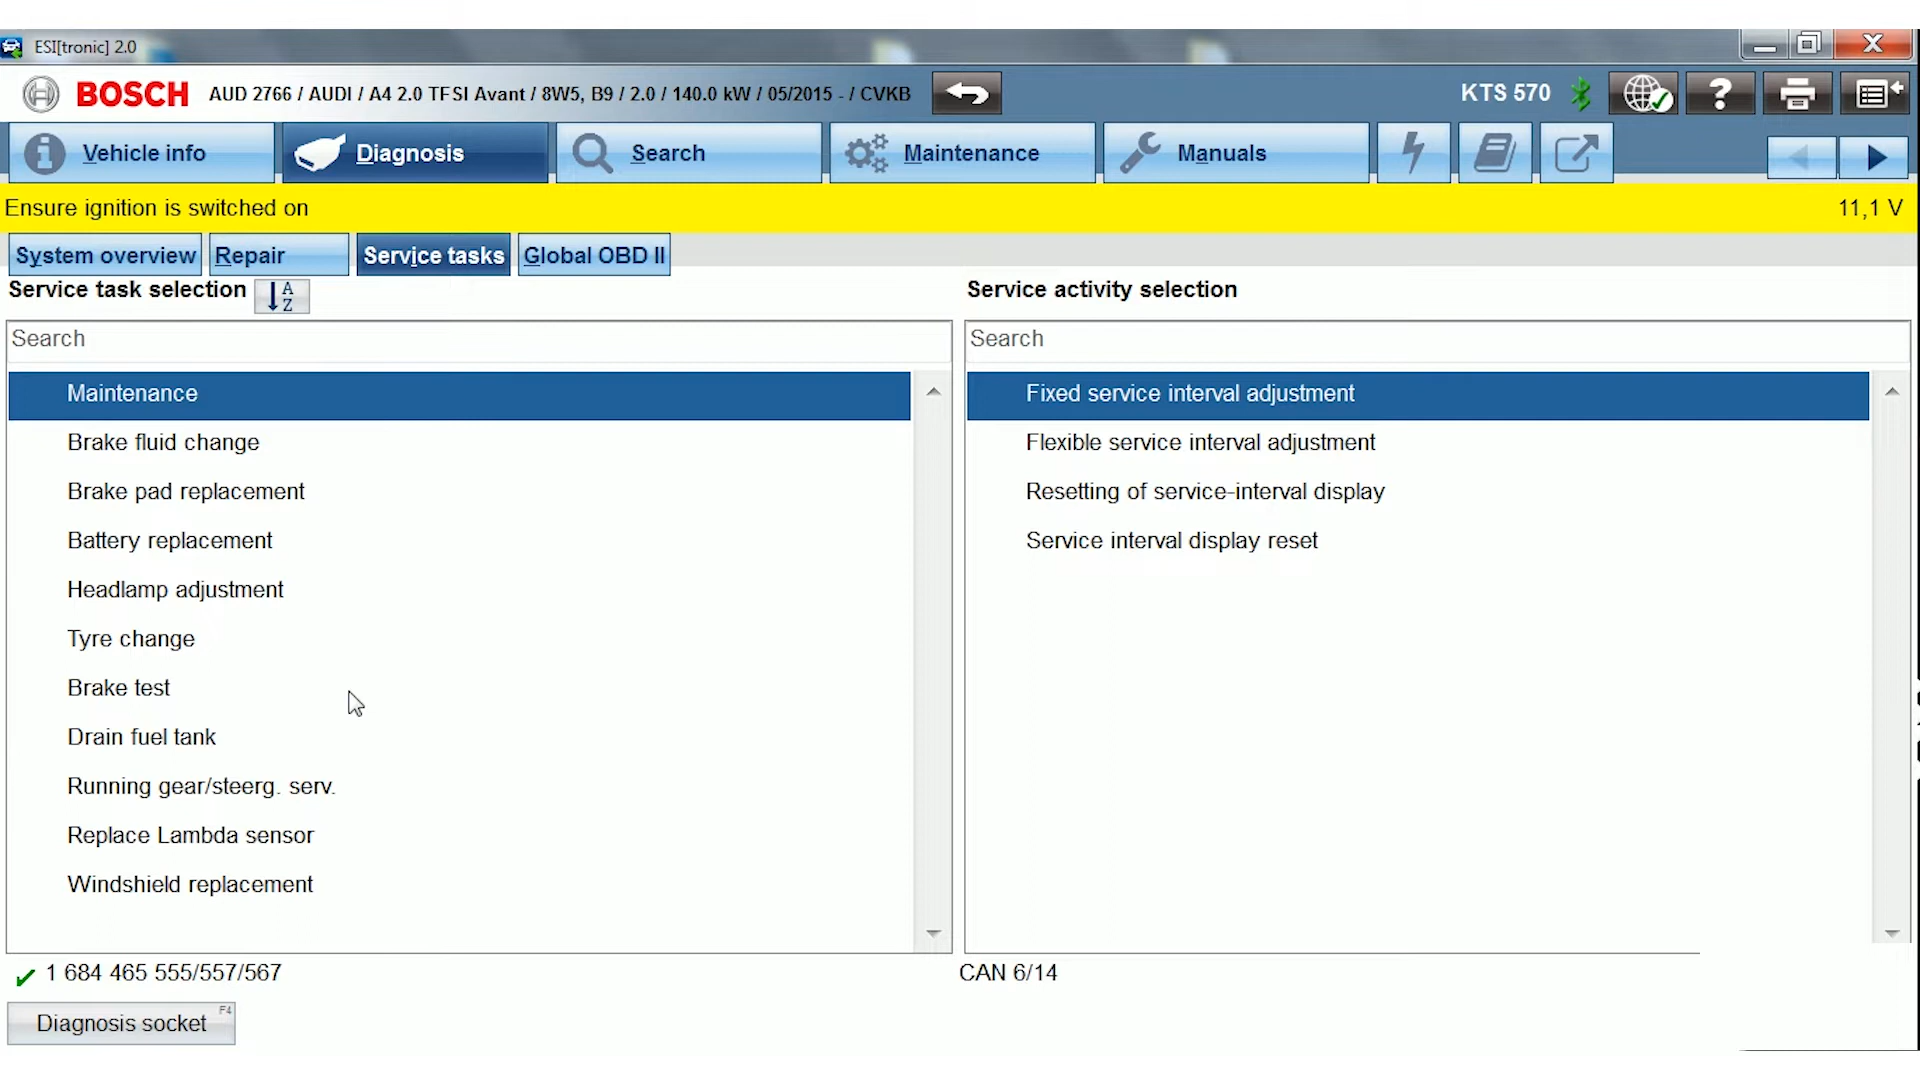 ESI[tronic] 2.0
BOSCH AUD 2766 / AUDI / A4 2.0 TFSI Avant / 8W5, B9 / 2.0 / 140.0 kW / 05/2015 - / CVKB KTS 570 ?
Vehicle info Diagnosis Search Maintenance Manuals
Ensure ignition is switched on 11,1 V
System overview Repair Service tasks Global OBD II
Service task selection A Z Service activity selection
Search Search
Maintenance Fixed service interval adjustment
Brake fluid change Flexible service interval adjustment
Brake pad replacement Resetting of service-interval display
Battery replacement Service interval display reset
Headlamp adjustment
Tyre change
Brake test
Drain fuel tank
Running gear/steerg. serv.
Replace Lambda sensor
Windshield replacement
1 684 465 555/557/567 CAN 6/14
Diagnosis socket F4